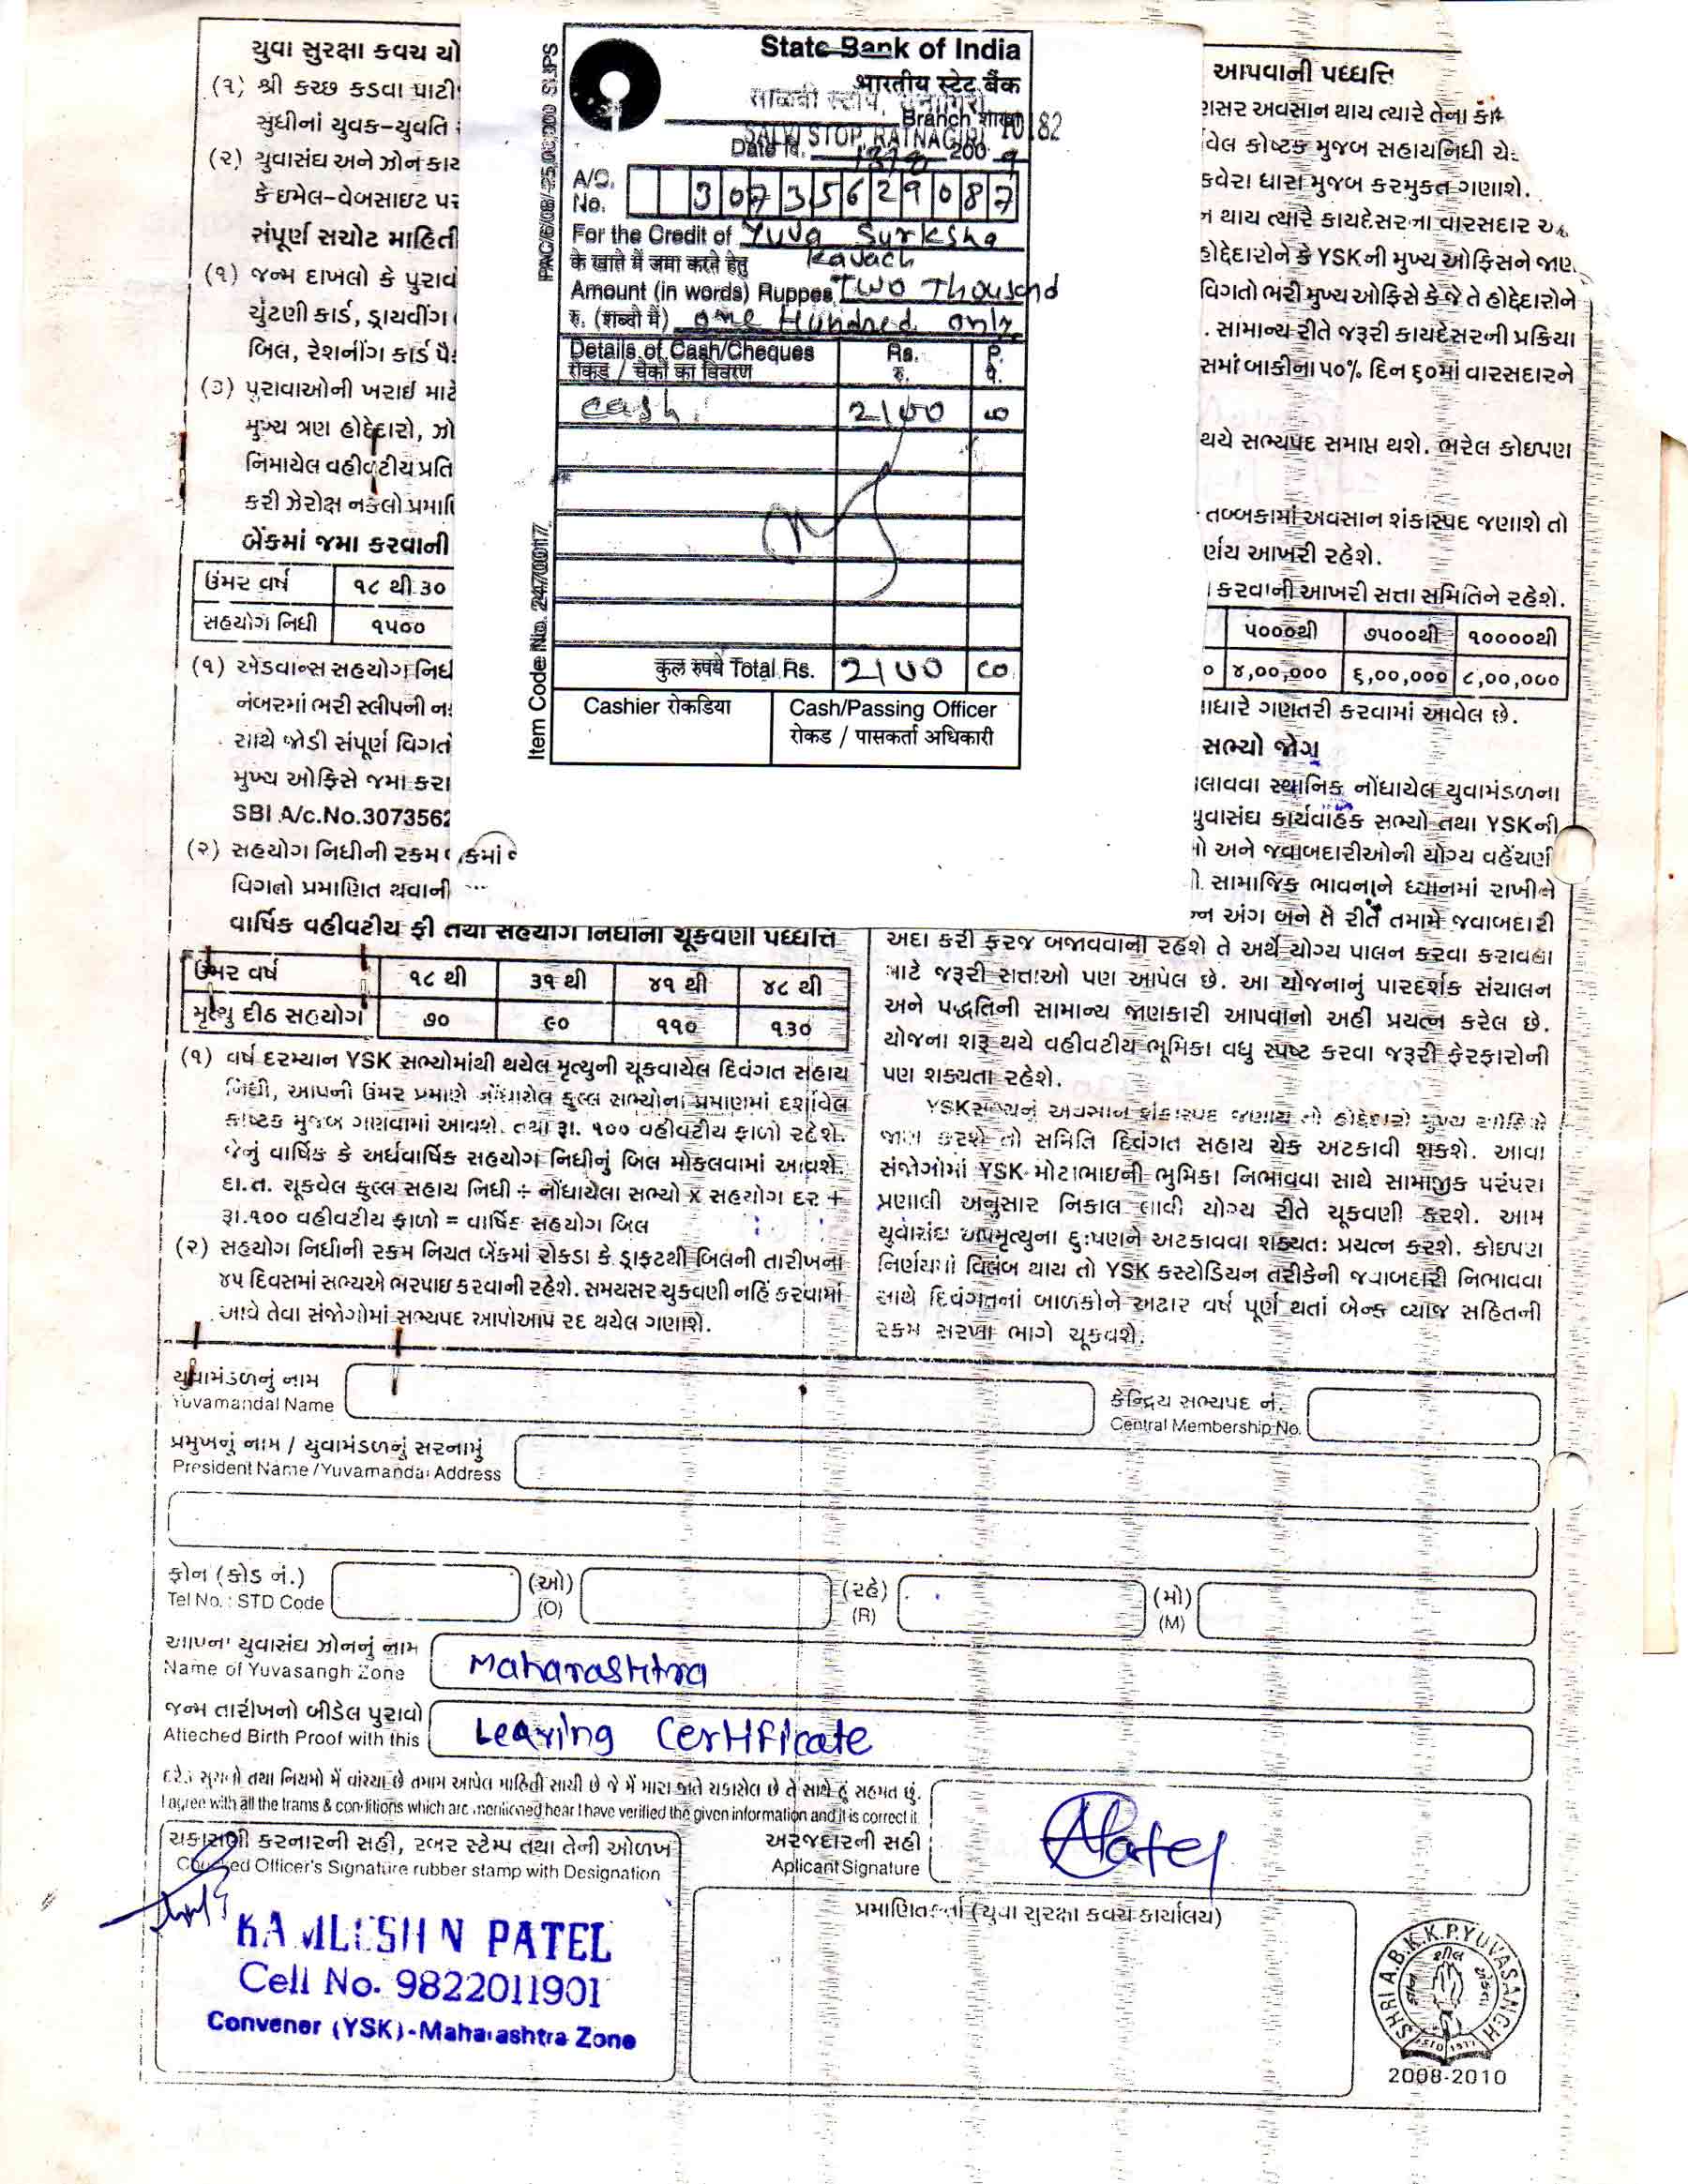 યુવા સુરક્ષા કવચ યો
(૧) શ્રી કચ્છ કડવા પાટી
સુધીનાં યુવક-યુવતિ
(૨) યુવાસંઘ અને ઝોન કાર
કે ઇમેલ-વેબસાઇટ પર
સંપૂર્ણ સચોટ માહિતી
(૧) જન્મ દાખલો કે પુરાવ
ચુંટણી કાર્ડ, ડ્રાયવીંગ
બિલ, રેશનીંગ કાર્ડ પૈ
(૩) પુરાવાઓની ખરાઈ માટે
મુખ્ય ત્રણ હોદ્દેદારો, ઝો
નિમાયેલ વહીવટીય પ્રતિ
કરી ઝેરોક્ષ નકલો પ્રમાણિ
બેંકમાં જમા કરવાની
ઉંમર વર્ષ ૧૮ થી ૩૦
સહયોગ નિધી ૧૫૦૦
(૧) એડવાન્સ સહયોગ નિધ
નંબરમાં ભરી સ્લીપની ન
સાથે જોડી સંપૂર્ણ વિગતો
મુખ્ય ઓફિસે જમા કરા
SBI A/c.No.3073562
(૨) સહયોગ નિધીની રકમ
વિગતો પ્રમાણિત થવાની
PAC/6/08/-25,00,000 SLIPS
Item Code No. 2470017
State Bank of India
भारतीय स्टेट बैंक
Branch शाखा
SALVI STOP, RATNAGIRI 10182
Date ता. 200 9
A/C. No. 30735629087
For the Credit of Yuva Surksha
के खाते में जमा करते हेतु Kavach
Amount (in words) Ruppes Two Thousand
रु. (शब्दों में) one Hundred only
Details of Cash/Cheques Rs. P.
रोकड़ / चैकों का विवरण रु. पै.
cash. 2100
कुल रुपये Total Rs. 2100
Cashier रोकडिया Cash/Passing Officer
रोकड / पासकर्ता अधिकारी
આપવાની પધ્ધત્તિ
સર અવસાન થાય ત્યારે તેના
કોષ્ટક મુજબ સહાયનિધી ચે
કવેરા ધારા મુજબ કરમુક્ત ગણાશે.
ન થાય ત્યારે કાયદેસરના વારસદાર
હોદ્દેદારોને કે YSKની મુખ્ય ઓફિસને જાણ
વિગતો ભરી મુખ્ય ઓફિસે કે જે તે હોદ્દેદારોને
. સામાન્ય રીતે જરૂરી કાયદેસરની પ્રક્રિયા
સમાં બાકીના ૫૦% દિન ૬૦માં વારસદારને
થયે સભ્યપદ સમાપ્ત થશે. ભરેલ કોઇપણ
તબ્બકામાં અવસાન શંકાસ્પદ જણાશે તો
ર્ણય આખરી રહેશે.
કરવાની આખરી સત્તા સમિતિને રહેશે.
૫૦૦૦થી ૭૫૦૦થી ૧૦૦૦૦થી
૦ ૪,૦૦,૦૦૦ ૬,૦૦,૦૦૦ ૮,૦૦,૦૦૦
ાધારે ગણતરી કરવામાં આવેલ છે.
સભ્યો જોગ
લાવવા સ્થાનિક નોંધાયેલ યુવામંડળના
યુવાસંઘ કાર્યવાહક સભ્યો તથા YSKની
ો અને જવાબદારીઓની યોગ્ય વહેંચણી
સામાજિક ભાવનાને ધ્યાનમાં રાખીને
ન્ન અંગ બને તે રીતે તમામે જવાબદારી
વાર્ષિક વહીવટીય ફી તથા સહયોગ નિધીની ચૂકવણી પધ્ધત્તિ
ઉંમર વર્ષ ૧૮ થી ૩૧ થી ૪૧ થી ૪૮ થી
મૃત્યુ દીઠ સહયોગ ૭૦ ૯૦ ૧૧૦ ૧૩૦
(૧) વર્ષ દરમ્યાન YSK સભ્યોમાંથી થયેલ મૃત્યુની ચૂકવાયેલ દિવંગત સહાય
નિધી, આપની ઉંમર પ્રમાણે નોંધાયેલ કુલ્લ સભ્યોના પ્રમાણમાં દર્શાવેલ
કોષ્ટક મુજબ ગણવામાં આવશે. તથા રૂા. ૧૦૦ વહીવટીય ફાળો રહેશે.
જેનું વાર્ષિક કે અર્ધવાર્ષિક સહયોગ નિધીનું બિલ મોકલવામાં આવશે.
દા.ત. ચૂકવેલ કુલ્લ સહાય નિધી ÷ નોંધાયેલા સભ્યો x સહયોગ દર +
રૂા.૧૦૦ વહીવટીય ફાળો = વાર્ષિક સહયોગ બિલ
(૨) સહયોગ નિધીની રકમ નિયત બેંકમાં રોકડા કે ડ્રાફટથી બિલની તારીખના
૪૫ દિવસમાં સભ્યએ ભરપાઇ કરવાની રહેશે. સમયસર ચુકવણી નહિં કરવામાં
આવે તેવા સંજોગોમાં સભ્યપદ આપોઆપ રદ થયેલ ગણાશે.
અદા કરી ફરજ બજાવવાની રહેશે તે અર્થે યોગ્ય પાલન કરવા કરાવવા
માટે જરૂરી સત્તાઓ પણ આપેલ છે. આ યોજનાનું પારદર્શક સંચાલન
અને પદ્ધતિની સામાન્ય જાણકારી આપવાનો અહીં પ્રયત્ન કરેલ છે.
યોજના શરૂ થયે વહીવટીય ભૂમિકા વધુ સ્પષ્ટ કરવા જરૂરી ફેરફારોની
પણ શક્યતા રહેશે.
YSKસભ્યનું અવસાન શંકાસ્પદ જણાય તો હોદ્દેદારો મુખ્ય ઓફિસે
જાણ કરશે તો સમિતિ દિવંગત સહાય ચેક અટકાવી શકશે. આવા
સંજોગોમાં YSK મોટાભાઇની ભુમિકા નિભાવવા સાથે સામાજીક પરંપરા
પ્રણાલી અનુસાર નિકાલ લાવી યોગ્ય રીતે ચૂકવણી કરશે. આમ
યુવાસંઘ અપમૃત્યુના દુઃષણને અટકાવવા શક્યતઃ પ્રયત્ન કરશે. કોઇપણ
નિર્ણયમાં વિલંબ થાય તો YSK કસ્ટોડિયન તરીકેની જવાબદારી નિભાવવા
સાથે દિવંગતનાં બાળકોને અઢાર વર્ષ પૂર્ણ થતાં બેન્ક વ્યાજ સહિતની
રકમ સરખા ભાગે ચૂકવશે.
યુવામંડળનું નામ
Yuvamandal Name
કેન્દ્રિય સભ્યપદ નં.
Central Membership No.
પ્રમુખનું નામ / યુવામંડળનું સરનામું
President Name /Yuvamandal Address
ફોન (કોડ નં.) (ઓ) (રહે) (મો)
Tel No. : STD Code (O) (R) (M)
આપના યુવાસંઘ ઝોનનું નામ
Name of Yuvasangh Zone
Maharashtra
જન્મ તારીખનો બીડેલ પુરાવો
Atteched Birth Proof with this
Leaving Certificate
દરેક સુચનો તથા નિયમો મેં વાંચ્યા છે તમામ આપેલ માહિતી સાચી છે જે મેં મારા જાતે ચકાસેલ છે તે સાથે હું સહમત છું.
I agree with all the trams & conditions which are mentioned hear I have verified the given information and it is correct it
ચકાસણી કરનારની સહી, રબર સ્ટેમ્પ તથા તેની ઓળખ
Checked Officer's Signature rubber stamp with Designation
અરજદારની સહી
Aplicant Signature
APatel
KAMLESH N PATEL
Cell No. 9822011901
Convener (YSK)-Maharashtra Zone
પ્રમાણિતકર્તા (યુવા સુરક્ષા કવચ કાર્યાલય)
SHRI A.B.K.K.P. YUVASANGH
ESTD 1977
2008-2010